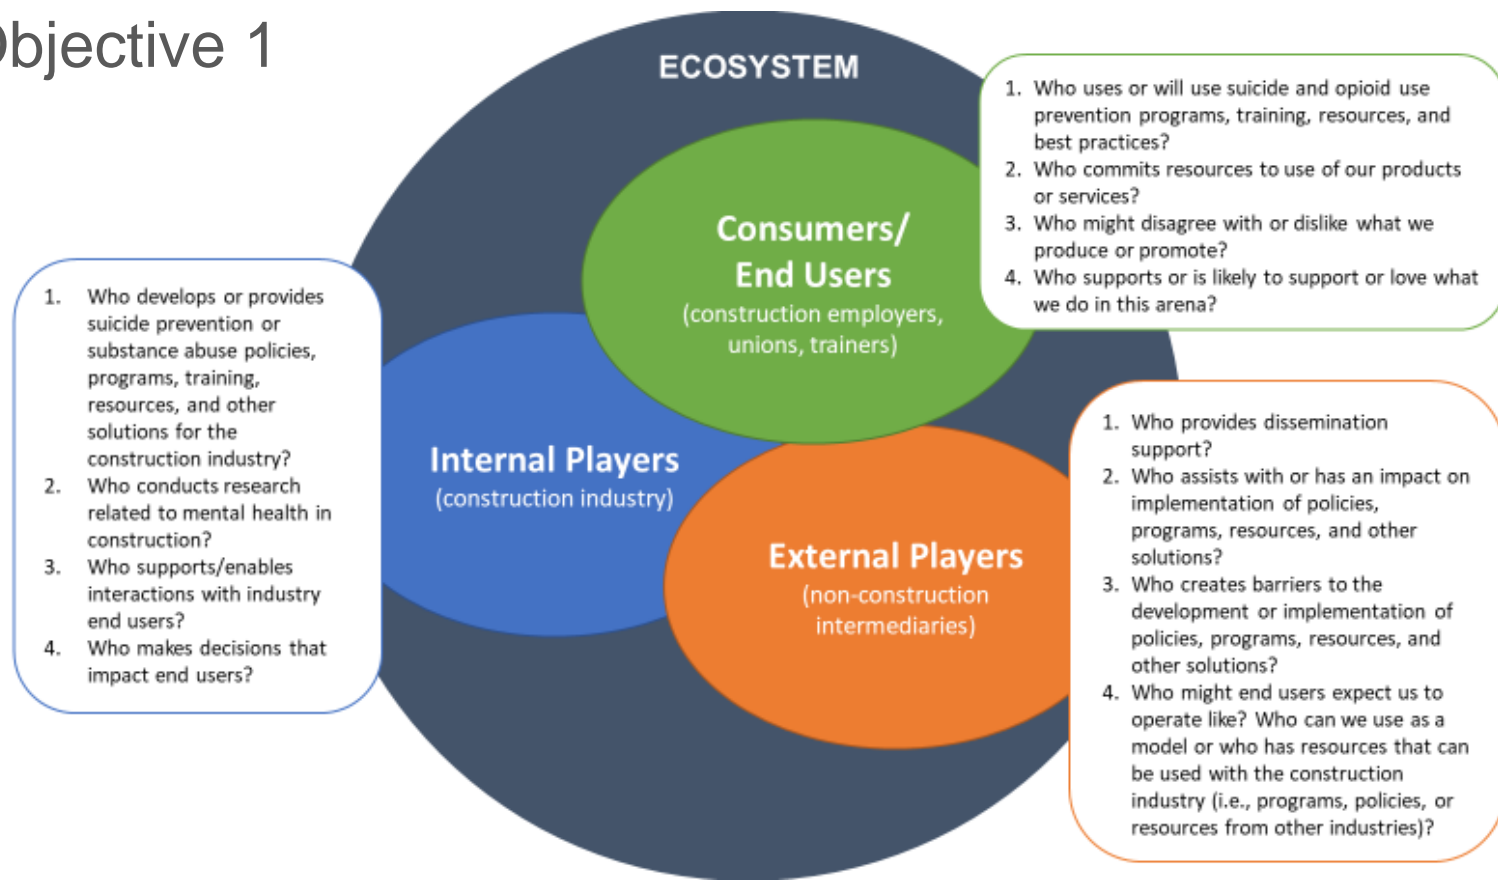 Objective 1
ECOSYSTEM
Consumers/
End Users
(construction employers,
unions, trainers)
Internal Players
(construction industry)
External Players
(non-construction
intermediaries)
1. Who develops or provides
suicide prevention or
substance abuse policies,
programs, training,
resources, and other
solutions for the
construction industry?
2. Who conducts research
related to mental health in
construction?
3. Who supports/enables
interactions with industry
end users?
4. Who makes decisions that
impact end users?
1. Who uses or will use suicide and opioid use
prevention programs, training, resources, and
best practices?
2. Who commits resources to use of our products
or services?
3. Who might disagree with or dislike what we
produce or promote?
4. Who supports or is likely to support or love what
we do in this arena?
1. Who provides dissemination
support?
2. Who assists with or has an impact on
implementation of policies,
programs, resources, and other
solutions?
3. Who creates barriers to the
development or implementation of
policies, programs, resources, and
other solutions?
4. Who might end users expect us to
operate like? Who can we use as a
model or who has resources that can
be used with the construction
industry (i.e., programs, policies, or
resources from other industries)?